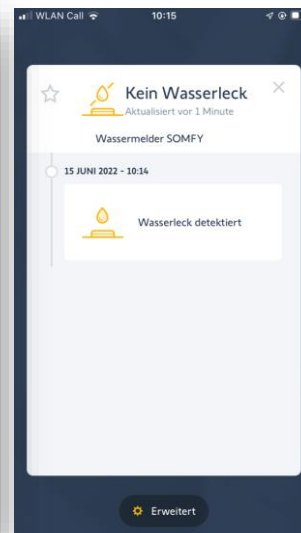 WLAN Call 10:15
Kein Wasserleck
Aktualisiert vor 1 Minute
Wassermelder SOMFY
15 JUNI 2022 - 10:14
Wasserleck detektiert
Erweitert